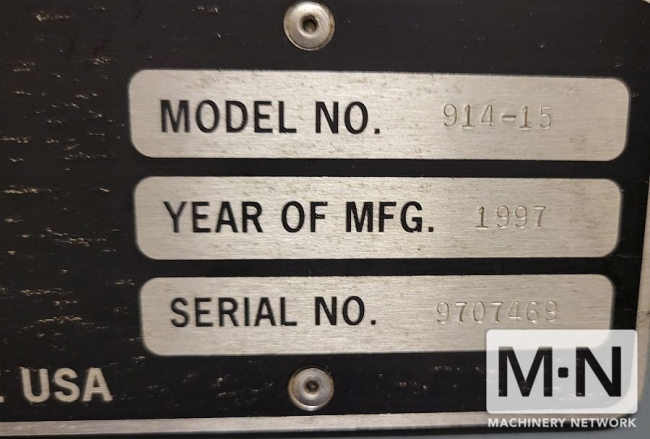 MODEL NO. 914-15
YEAR OF MFG. 1997
SERIAL NO. 9707469
USA
M·N
MACHINERY NETWORK